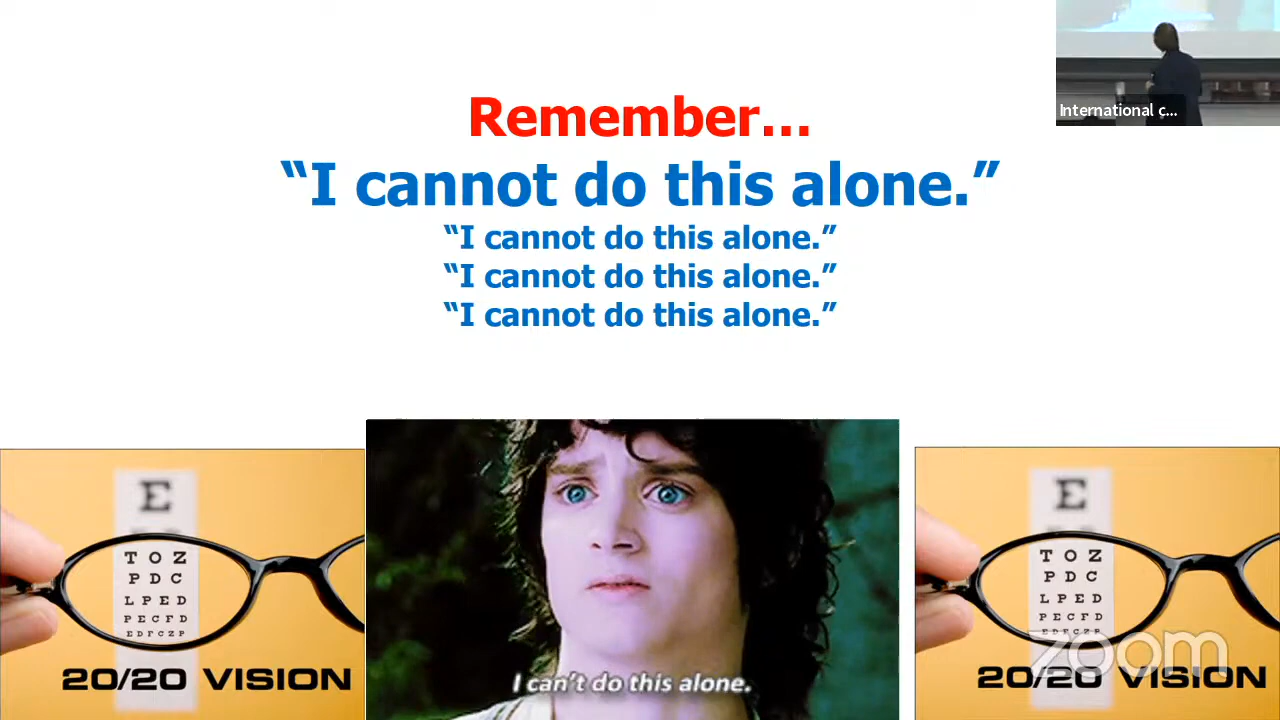 International c...
Remember...
“I cannot do this alone.”
“I cannot do this alone.”
“I cannot do this alone.”
“I cannot do this alone.”
E
T O Z
P D C
L P E D
P E C F D
E D F C Z P
20/20 VISION
I can't do this alone.
E
T O Z
P D C
L P E D
P E C F D
E D F C Z P
zoom
20/20 VISION